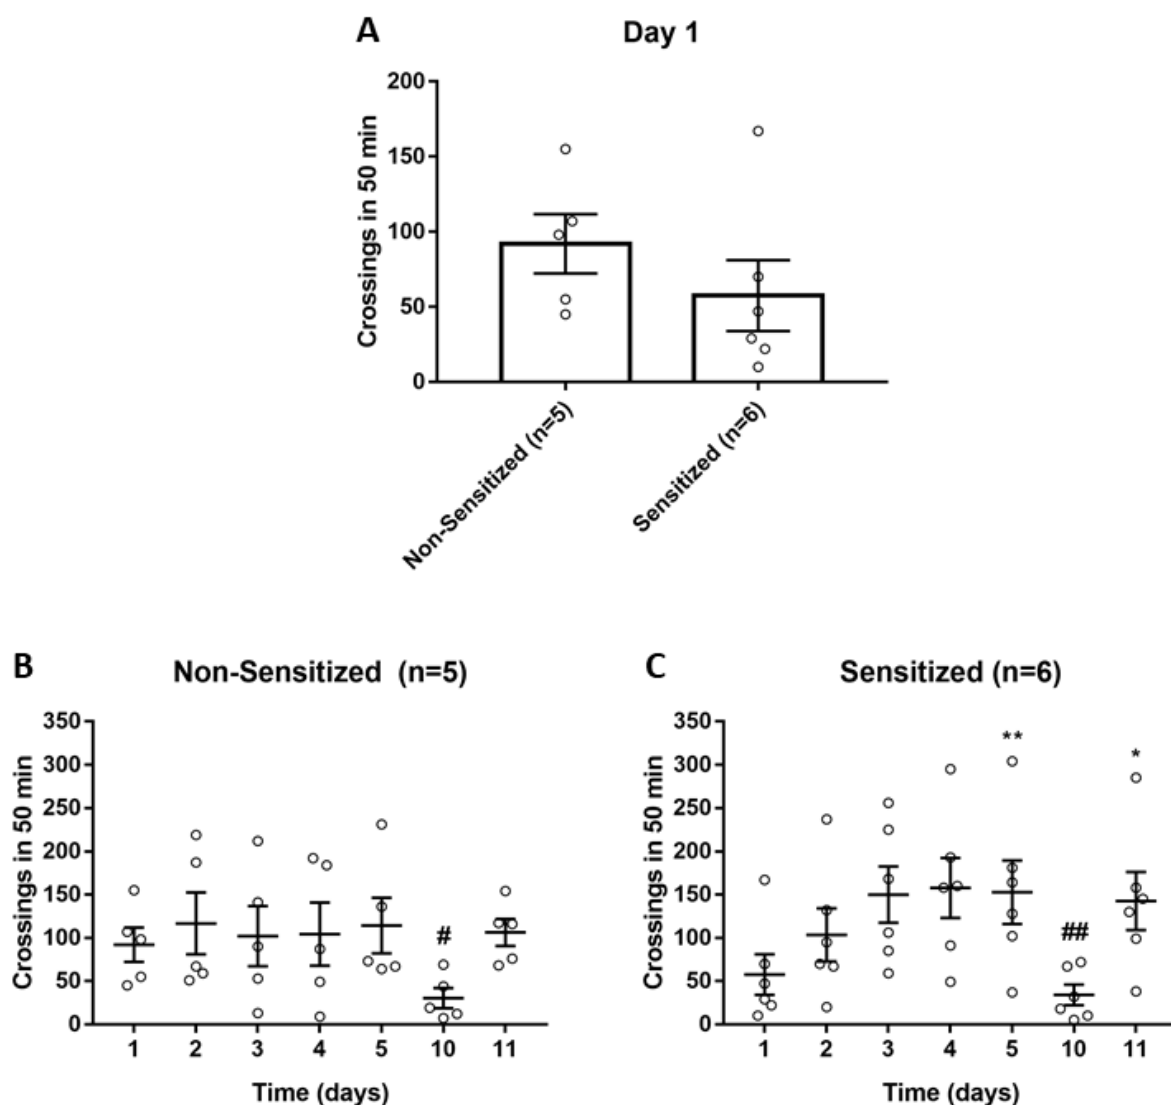 A Day 1
Crossings in 50 min
200
150
100
50
0
Non-Sensitized (n=5)
Sensitized (n=6)
B Non-Sensitized (n=5)
Crossings in 50 min
350
300
250
200
150
100
50
0
#
1 2 3 4 5 10 11
Time (days)
C Sensitized (n=6)
Crossings in 50 min
350
300
250
200
150
100
50
0
**
*
##
1 2 3 4 5 10 11
Time (days)